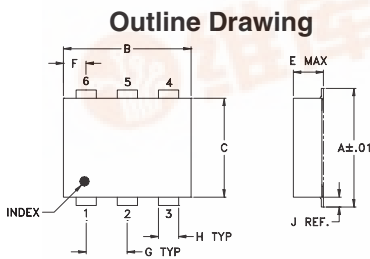 Outline Drawing
B
E MAX
F
6 5 4
C
A±.01
INDEX
1 2 3
J REF.
H TYP
G TYP